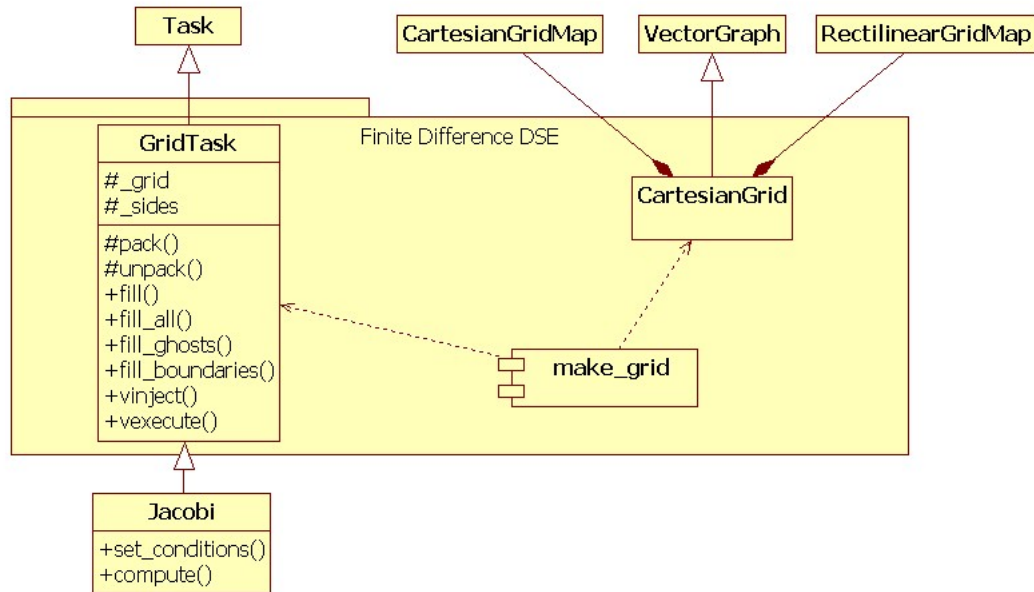 Task
CartesianGridMap
VectorGraph
RectilinearGridMap
Finite Difference DSE
GridTask
#_grid
#_sides
#pack()
#unpack()
+fill()
+fill_all()
+fill_ghosts()
+fill_boundaries()
+vinject()
+vexecute()
CartesianGrid
make_grid
Jacobi
+set_conditions()
+compute()